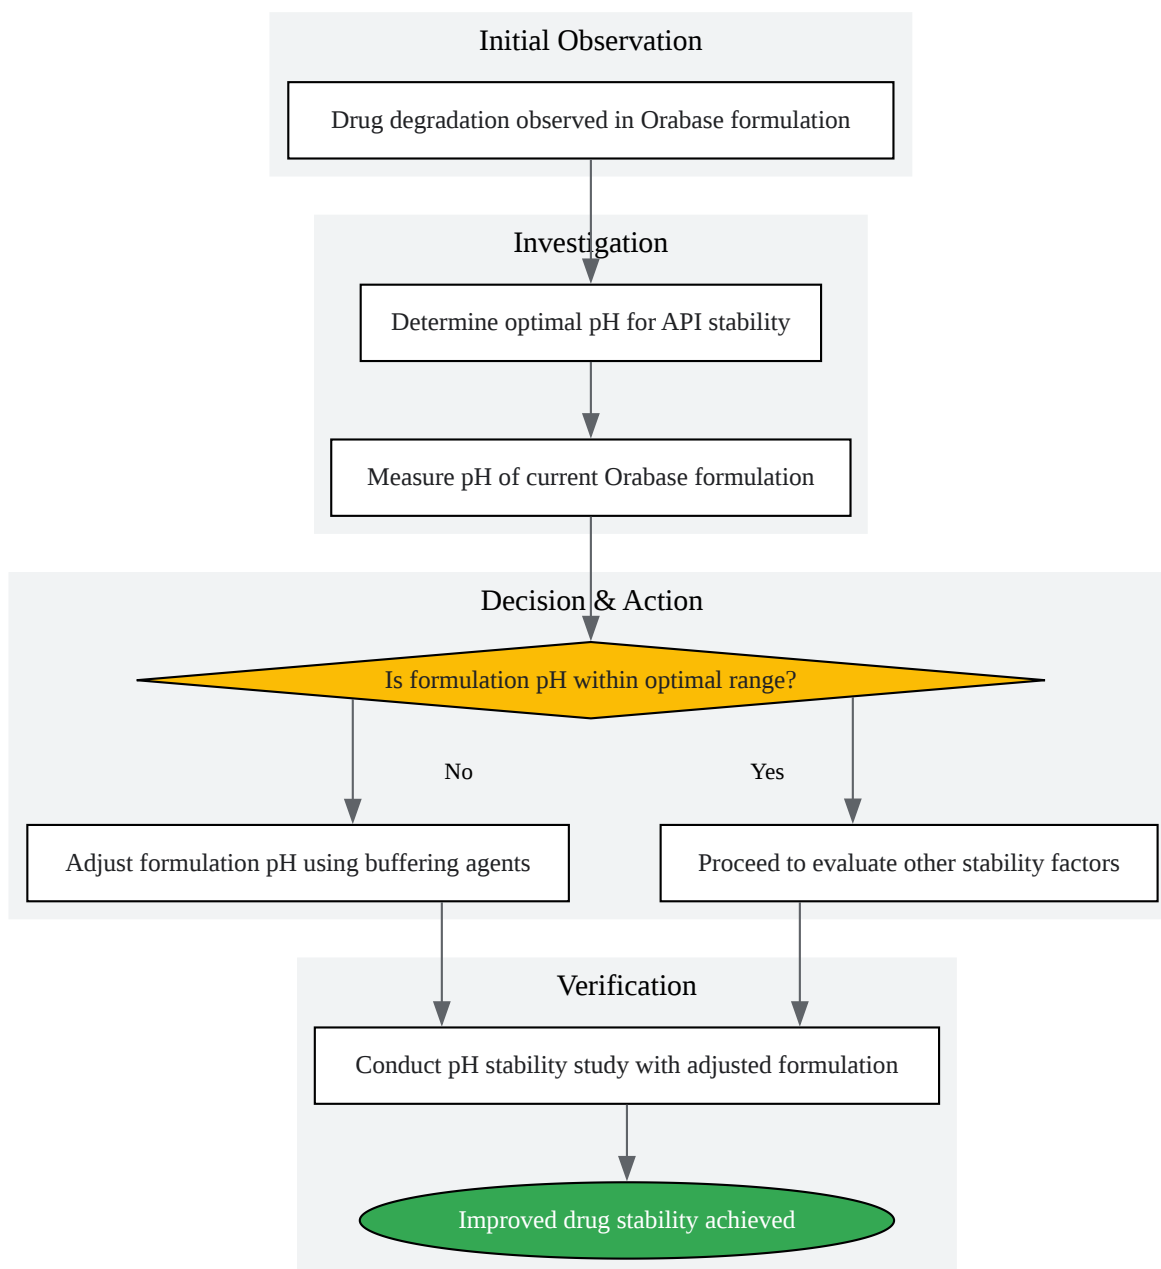 Initial Observation
Drug degradation observed in Orabase formulation
Investigation
Determine optimal pH for API stability
Measure pH of current Orabase formulation
Decision & Action
Is formulation pH within optimal range?
No
Yes
Adjust formulation pH using buffering agents
Proceed to evaluate other stability factors
Verification
Conduct pH stability study with adjusted formulation
Improved drug stability achieved